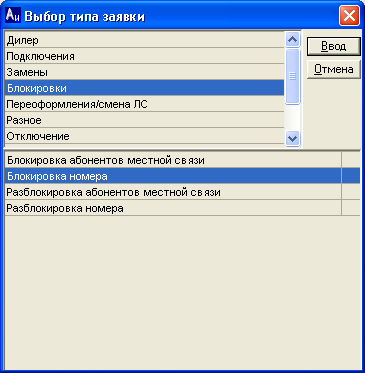 Аи Выбор типа заявки
Дилер
Подключения
Замены
Блокировки
Переоформления/смена ЛС
Разное
Отключение
Ввод
Отмена
Блокировка абонентов местной связи
Блокировка номера
Разблокировка абонентов местной связи
Разблокировка номера